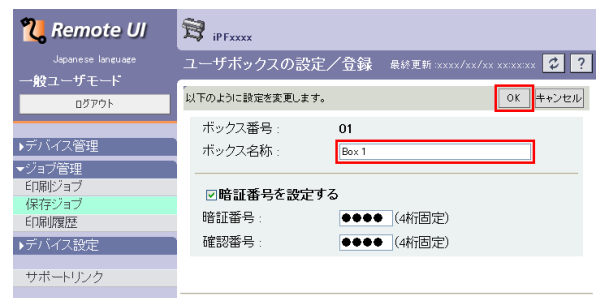 Remote UI
Japanese language
一般ユーザモード
ログアウト
▶デバイス管理
▼ジョブ管理
印刷ジョブ
保存ジョブ
印刷履歴
▶デバイス設定
サポートリンク
iPFxxxx
ユーザボックスの設定／登録 最終更新 :xxxx/xx/xx xx:xx:xx ?
以下のように設定を変更します。 OK キャンセル
ボックス番号 : 01
ボックス名称 : Box 1
暗証番号を設定する
暗証番号 : ●●●● (4桁固定)
確認番号 : ●●●● (4桁固定)